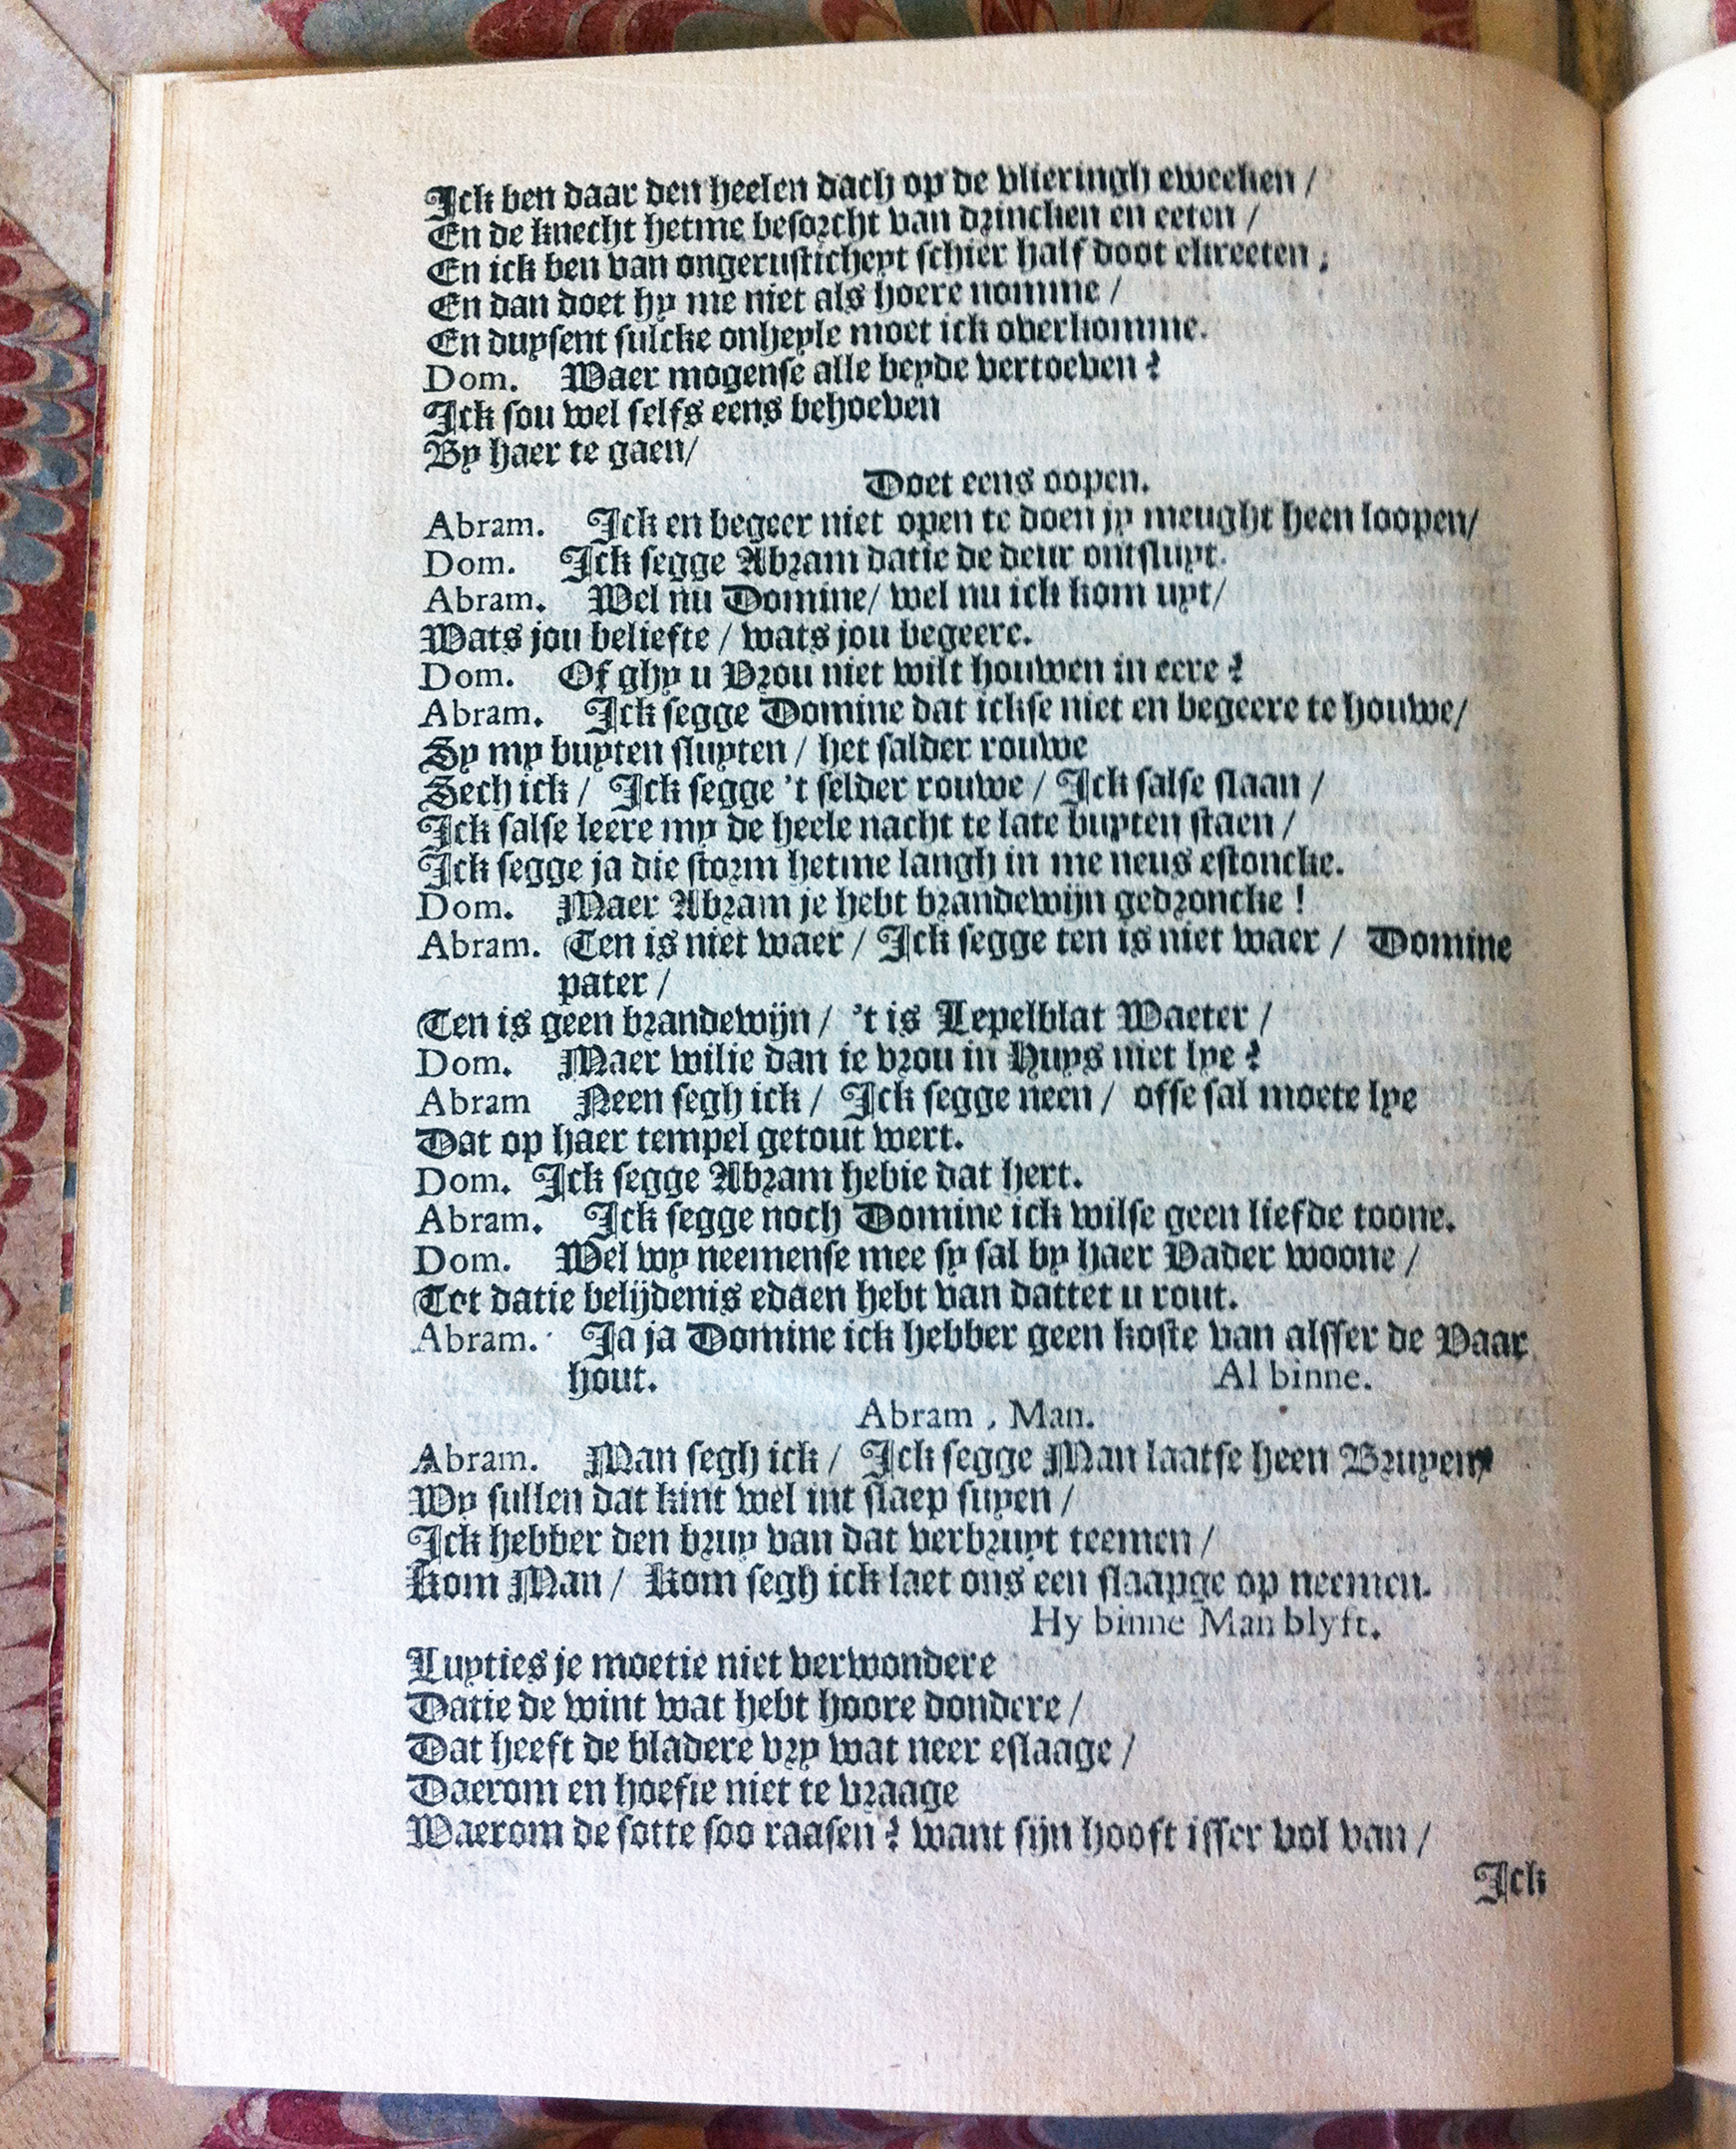 Ick ben daar den heelen dach op de vlieringh eweeken /
En de knecht hetme besorcht van drincken en eeten /
En ick ben van ongerusticheyt schier half doot ekreeten ;
En dan doet hy me niet als hoere nomme /
En duysent sulcke onheyle moet ick overkomme.
Dom. Waer mogense alle beyde vertoeven ?
Ick sou wel selfs eens behoeven
By haer te gaen/
Doet eens oopen.
Abram. Ick en begeer niet open te doen jy meught heen loopen/
Dom. Ick segge Abram datie de deur ontsluyt.
Abram. Wel nu Domine/ wel nu ick kom uyt/
Wats jou beliefte / wats jou begeere.
Dom. Of ghy u Vrou niet wilt houwen in eere ?
Abram. Ick segge Domine dat ickse niet en begeere te houwe/
Sy my buyten sluyten / het salder rouwe
Sech ick / Ick segge 't selder rouwe / Ick salse slaan /
Ick salse leere my de heele nacht te late buyten staen /
Ick segge ja die storm hetme langh in me neus estoncke.
Dom. Maer Abram je hebt brandewijn gedroncke !
Abram. Ten is niet waer / Ick segge ten is niet waer / Domine
pater /
Ten is geen brandewijn / 't is Lepelblat Waeter /
Dom. Maer wilie dan ie vrou in Huys niet lye ?
Abram Neen segh ick / Ick segge neen / offe sal moete lye
Dat op haer tempel getout wert.
Dom. Ick segge Abram hebie dat hert.
Abram. Ick segge noch Domine ick wilse geen liefde toone.
Dom. Wel wy neemense mee sy sal by haer Vader woone /
Tot datie belijdenis edaen hebt van dattet u rout.
Abram. Ja ja Domine ick hebber geen koste van alsser de Vaar
hout. Al binne.
Abram , Man.
Abram. Man segh ick / Ick segge Man laatse heen Bruyen/
Wy sullen dat kint wel int slaep suyen /
Ick hebber den bruy van dat verbruyt teemen /
Kom Man / Kom segh ick laet ons een slaapge op neemen.
Hy binne Man blyft.
Luyties je moetie niet verwondere
Datie de wint wat hebt hoore dondere /
Dat heeft de bladere vry wat neer eslaage /
Daerom en hoefie niet te vraage
Waerom de sotte soo raasen ? want sijn hooft isser vol van /
Ick